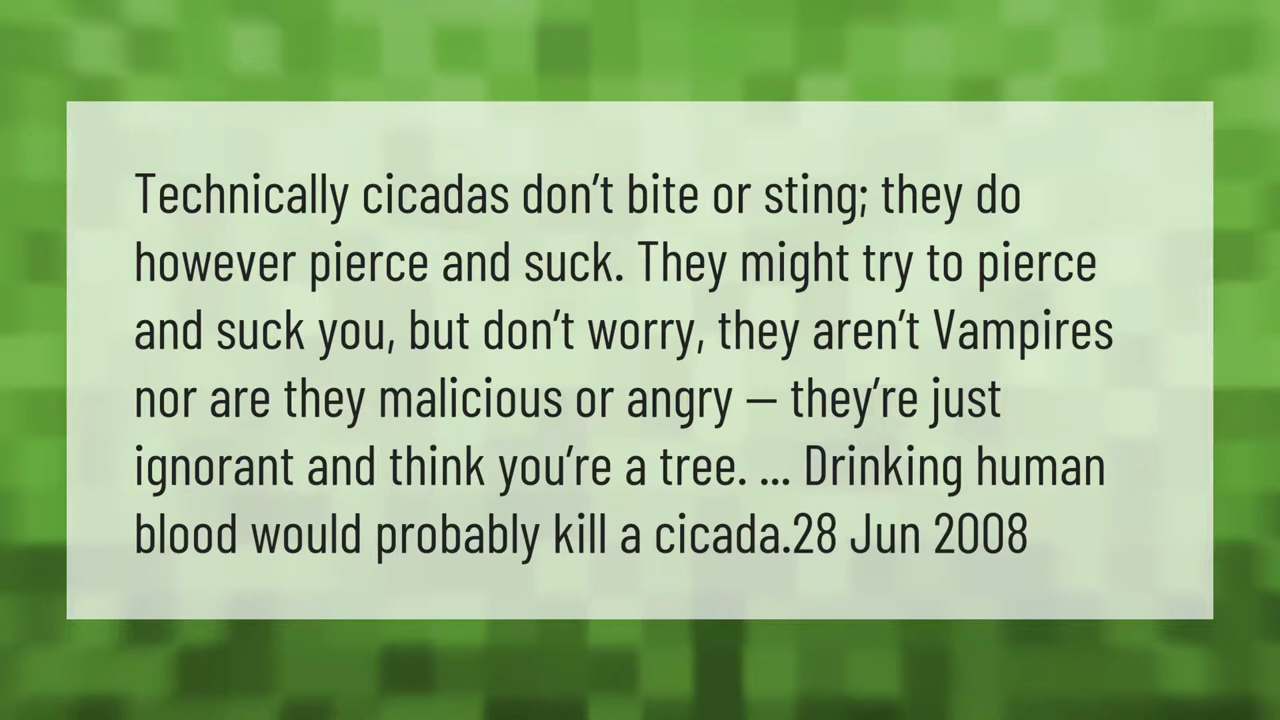 Technically cicadas don’t bite or sting; they do
however pierce and suck. They might try to pierce
and suck you, but don’t worry, they aren’t Vampires
nor are they malicious or angry — they’re just
ignorant and think you’re a tree. ... Drinking human
blood would probably kill a cicada.28 Jun 2008